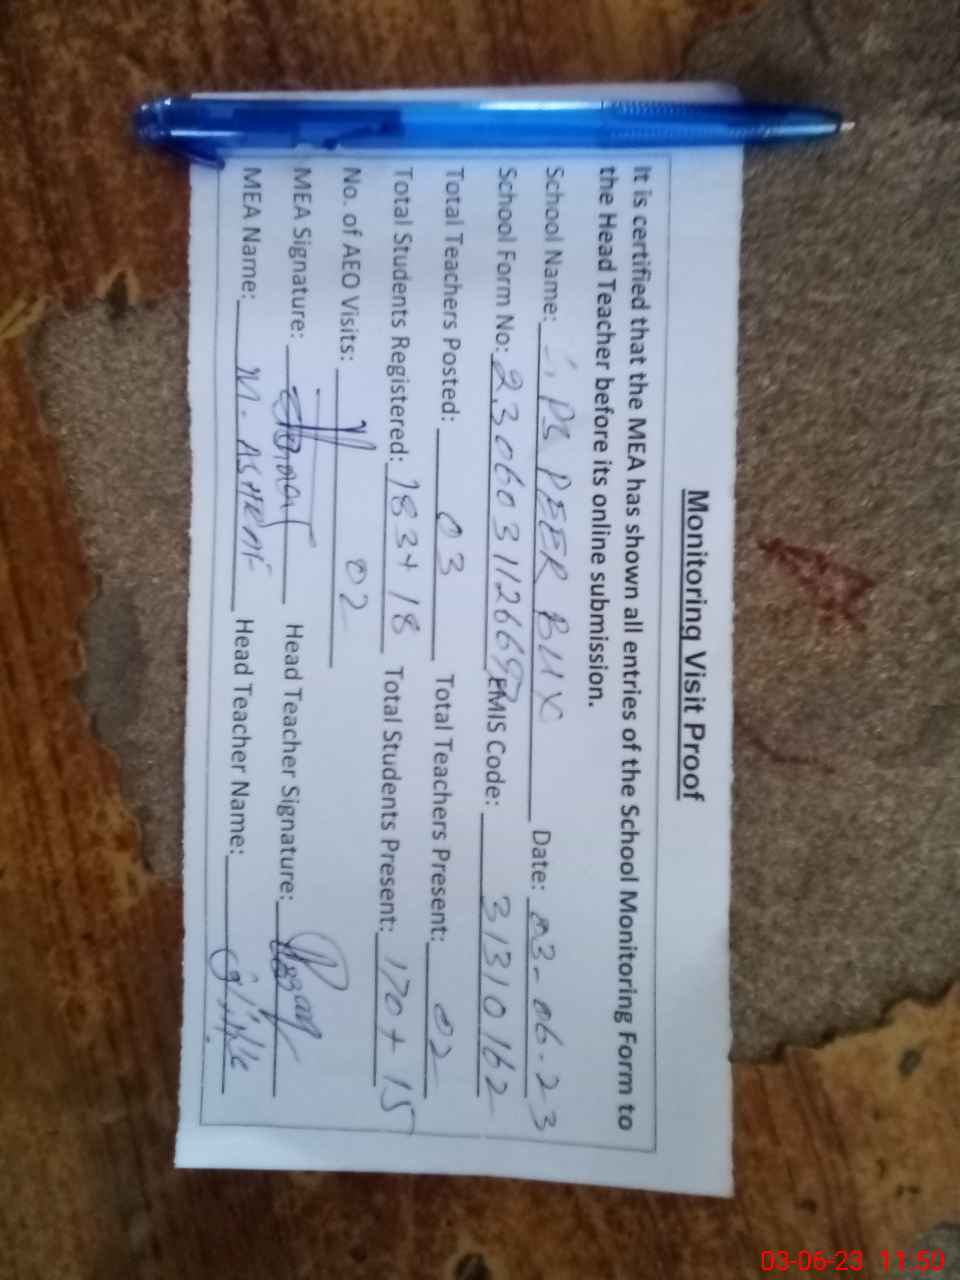 Monitoring Visit Proof
It is certified that the MEA has shown all entries of the School Monitoring Form to
the Head Teacher before its online submission.
School Name: PS PEER BUX Date: 03-06-23
School Form No: EMIS Code: 31310162
Total Teachers Posted: 03 Total Teachers Present: 02
Total Students Registered: 183+18 Total Students Present: 170+15
No. of AEO Visits: 02
MEA Signature: Head Teacher Signature:
MEA Name: M. ASHRAF Head Teacher Name:
03-06-23 11:50